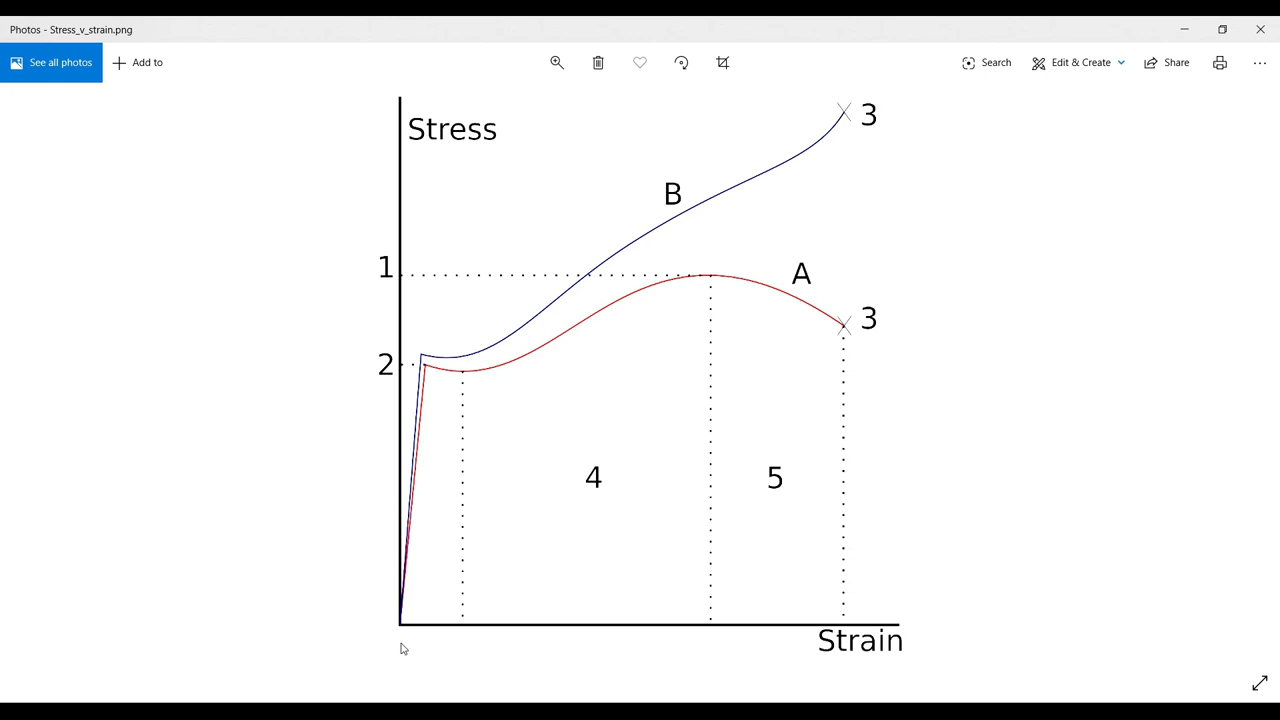 Photos - Stress_v_strain.png
See all photos
Add to
Search
Edit & Create
Share
Stress
3
B
1
A
3
2
4
5
Strain